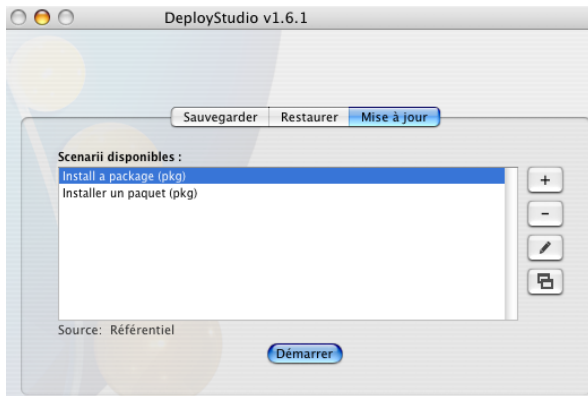 DeployStudio v1.6.1
Sauvegarder Restaurer Mise à jour
Scenarii disponibles :
Install a package (pkg)
Installer un paquet (pkg)
Source: Référentiel
Démarrer